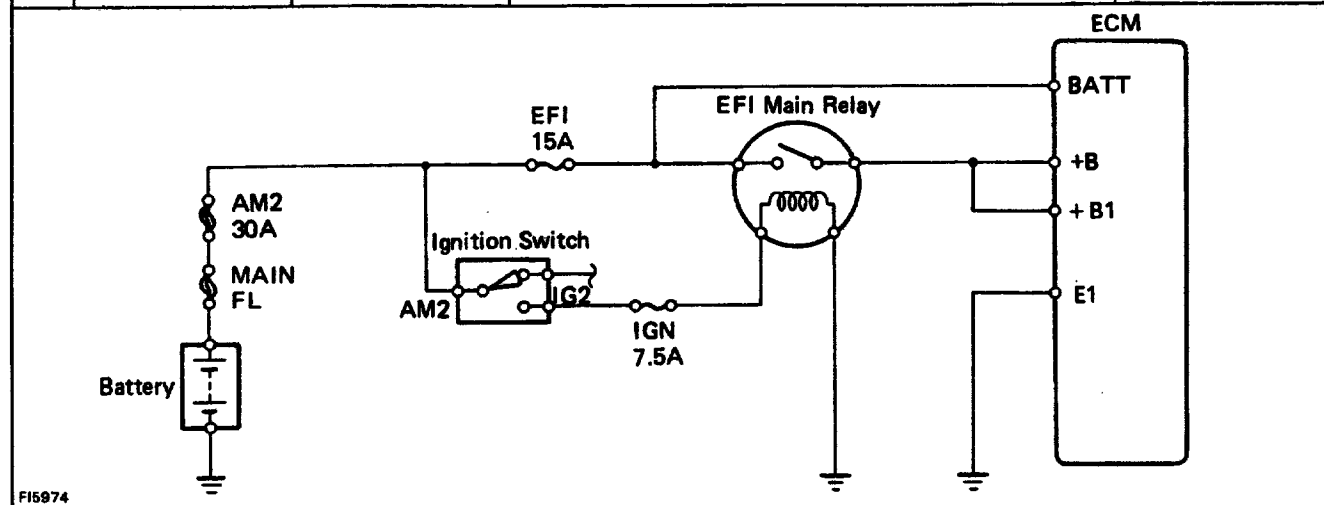 ECM
BATT
EFI Main Relay
EFI
15A
+B
AM2
30A
+B1
Ignition Switch
MAIN
FL
E1
IG2
AM2
IGN
7.5A
Battery
FI5974